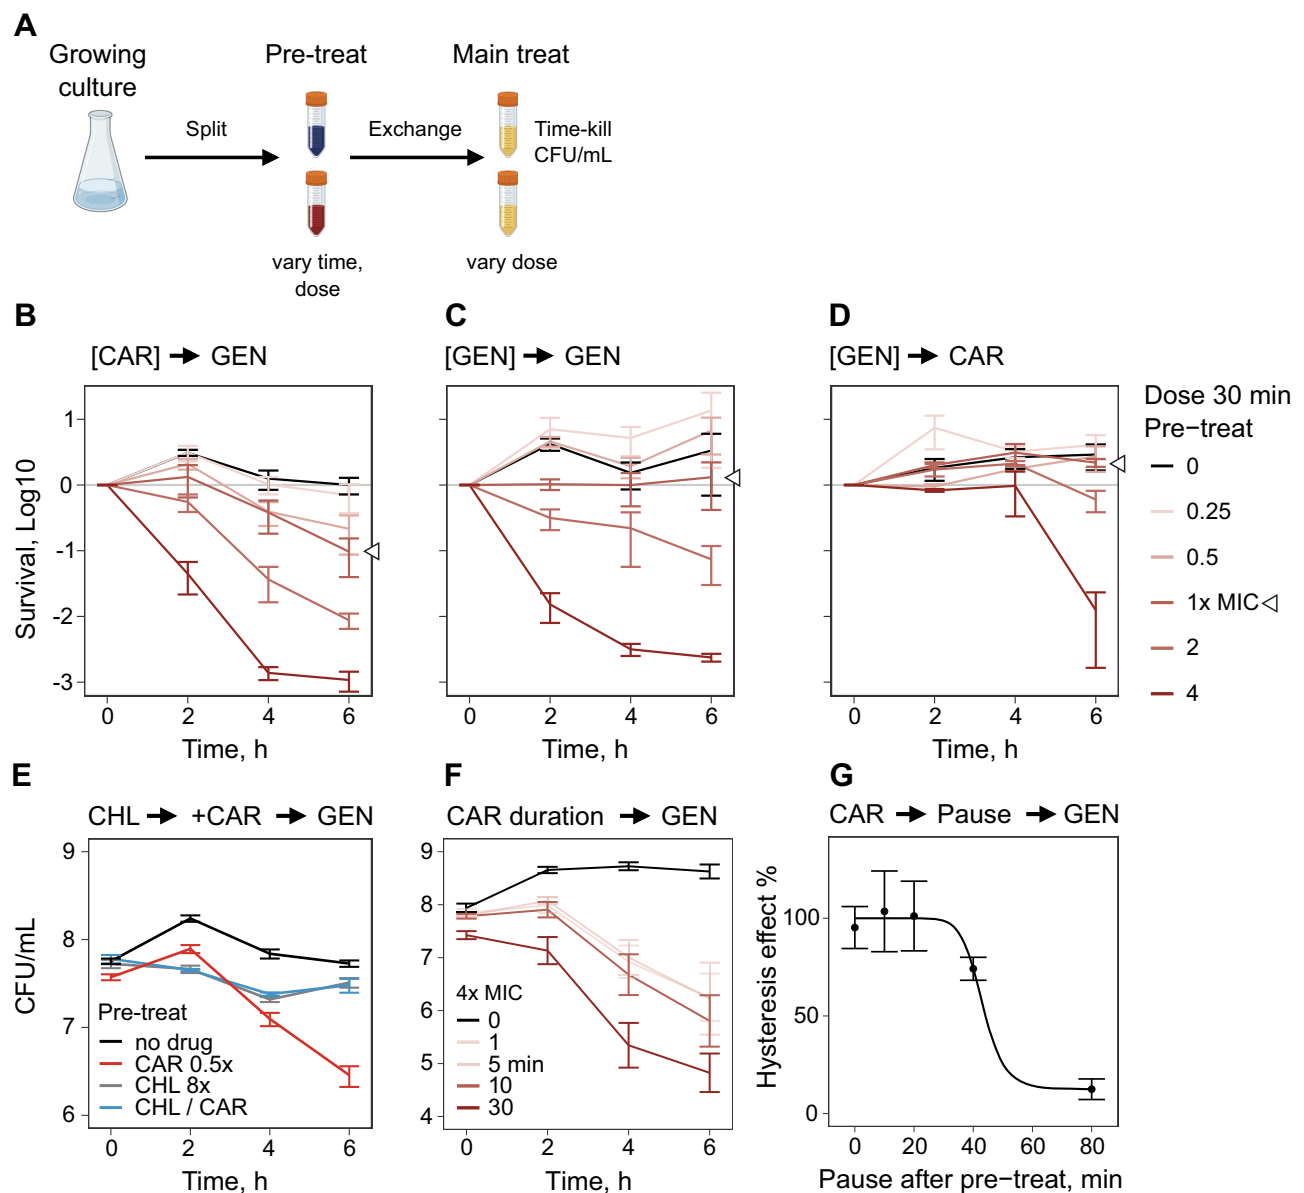 A
Growing
culture
Pre-treat
Main treat
Split
Exchange
Time-kill
CFU/mL
vary time,
dose
vary dose
B
[CAR] → GEN
C
[GEN] → GEN
D
[GEN] → CAR
Survival, Log10
1
0
-1
-2
-3
0 2 4 6
Time, h
0 2 4 6
Time, h
0 2 4 6
Time, h
Dose 30 min
Pre−treat
0
0.25
0.5
1x MIC
2
4
E
CHL → +CAR → GEN
CFU/mL
9
8
7
6
Pre-treat
no drug
CAR 0.5x
CHL 8x
CHL / CAR
0 2 4 6
Time, h
F
CAR duration → GEN
9
8
7
6
5
4
4x MIC
0
1
5 min
10
30
0 2 4 6
Time, h
G
CAR → Pause → GEN
Hysteresis effect %
100
50
0
0 20 40 60 80
Pause after pre−treat, min